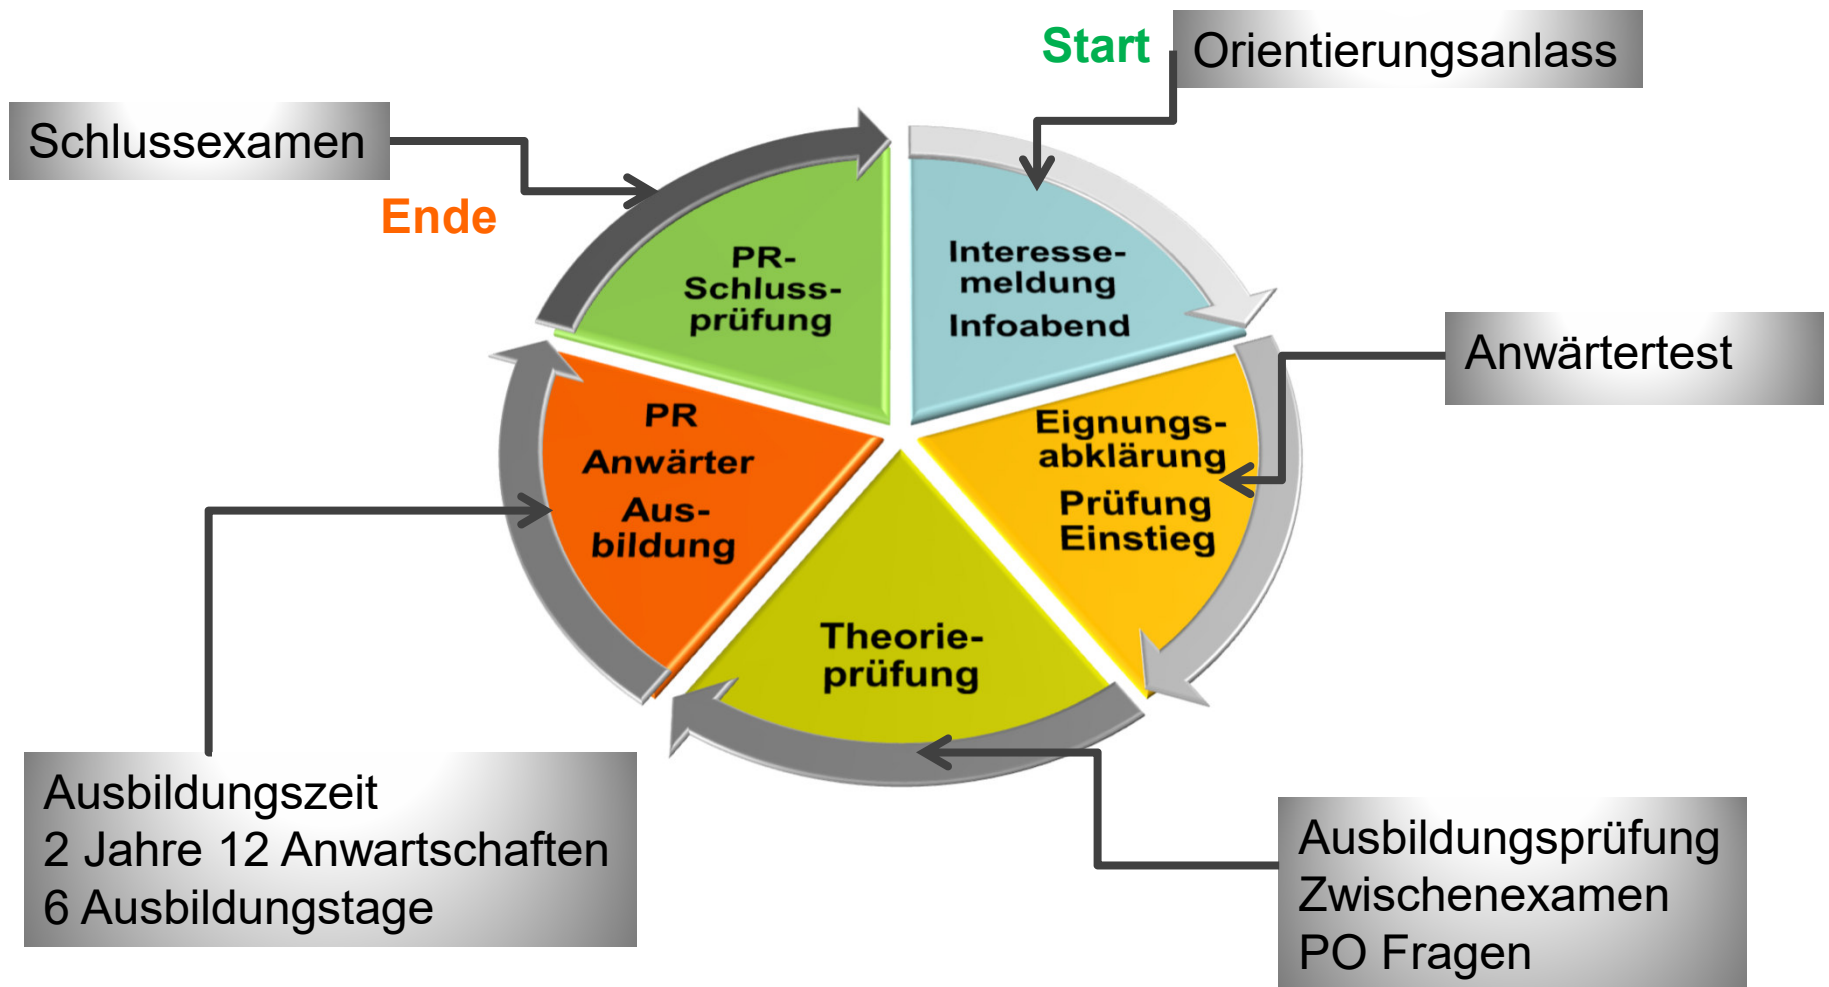 Start
Orientierungsanlass
Schlussexamen
Ende
PR-
Schluss-
prüfung
Interesse-
meldung
Infoabend
Anwärtertest
PR
Anwärter
Aus-
bildung
Eignungs-
abklärung
Prüfung
Einstieg
Theorie-
prüfung
Ausbildungszeit
2 Jahre 12 Anwartschaften
6 Ausbildungstage
Ausbildungsprüfung
Zwischenexamen
PO Fragen